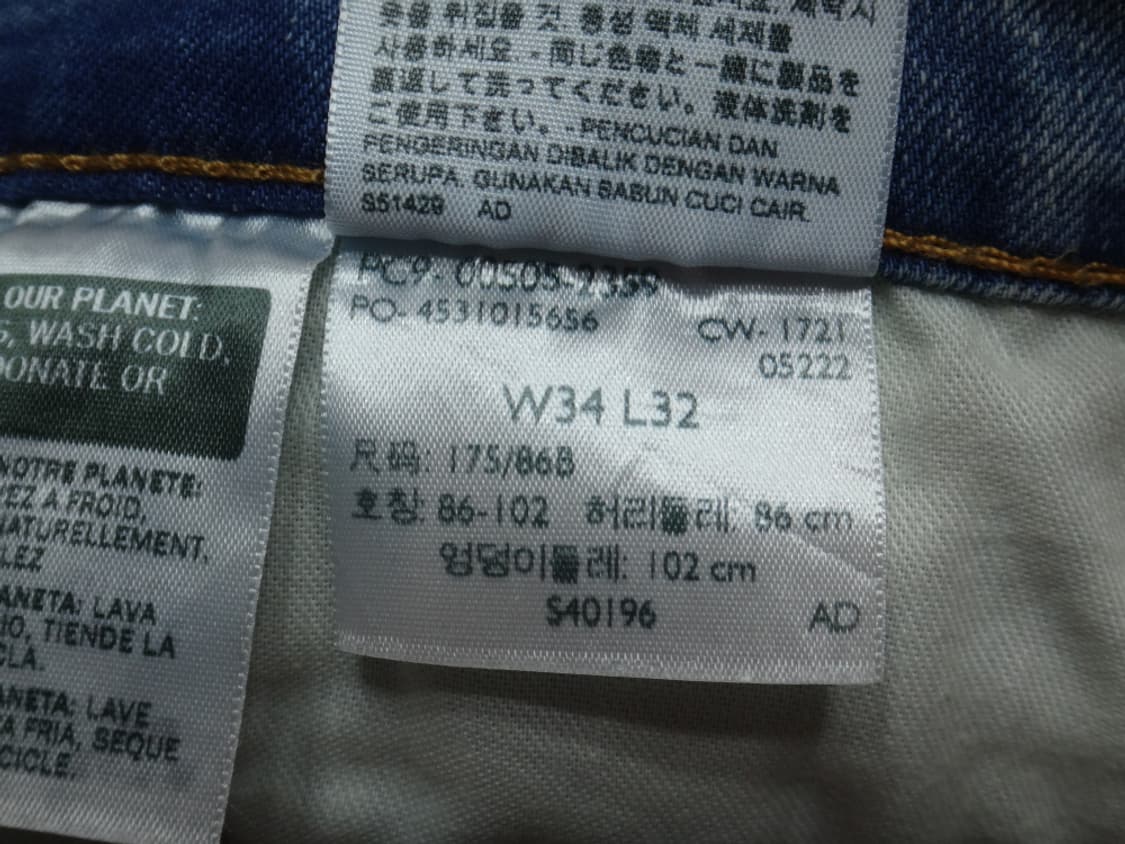 뒤집을 것 중성 액체 세제를
사용하세요 - 同じ色物と一緒に製品を
裏返して洗ってください。液体洗剤を
ご使用下さい。-PENCUCIAN DAN
PENGERINGAN DIBALIK DENGAN WARNA
SERUPA. GUNAKAN SABUN CUCI CAIR.
S51429 AD
OUR PLANET:
WASH COLD,
DONATE OR
NOTRE PLANETE:
EZ A FROID,
NATURELLEMENT,
LEZ
ANETA: LAVA
IO, TIENDE LA
CLA.
ANETA: LAVE
A FRIA, SEQUE
CICLE.
PC9-00505-2359
PO- 4531015656 CW- 1721
05222
W34 L32
尺码: 175/86B
호칭: 86-102 허리둘레: 86 cm
엉덩이둘레: 102 cm
S40196 AD